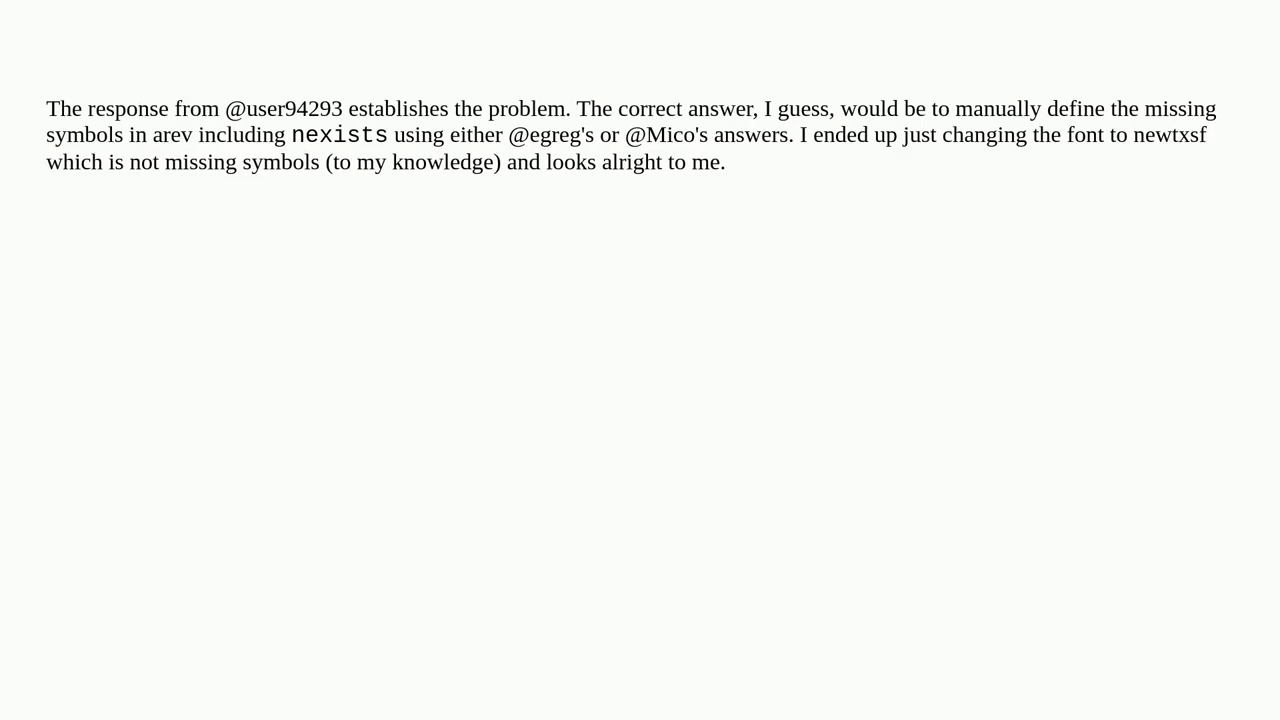 The response from @user94293 establishes the problem. The correct answer, I guess, would be to manually define the missing
symbols in arev including nexists using either @egreg's or @Mico's answers. I ended up just changing the font to newtxsf
which is not missing symbols (to my knowledge) and looks alright to me.